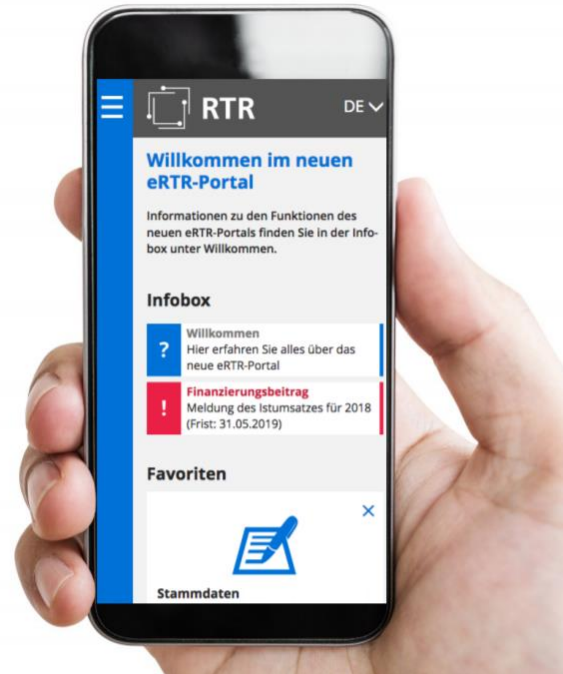 RTR
DE
Willkommen im neuen
eRTR-Portal
Informationen zu den Funktionen des
neuen eRTR-Portals finden Sie in der Info-
box unter Willkommen.
Infobox
?
Willkommen
Hier erfahren Sie alles über das
neue eRTR-Portal
!
Finanzierungsbeitrag
Meldung des Istumsatzes für 2018
(Frist: 31.05.2019)
Favoriten
Stammdaten